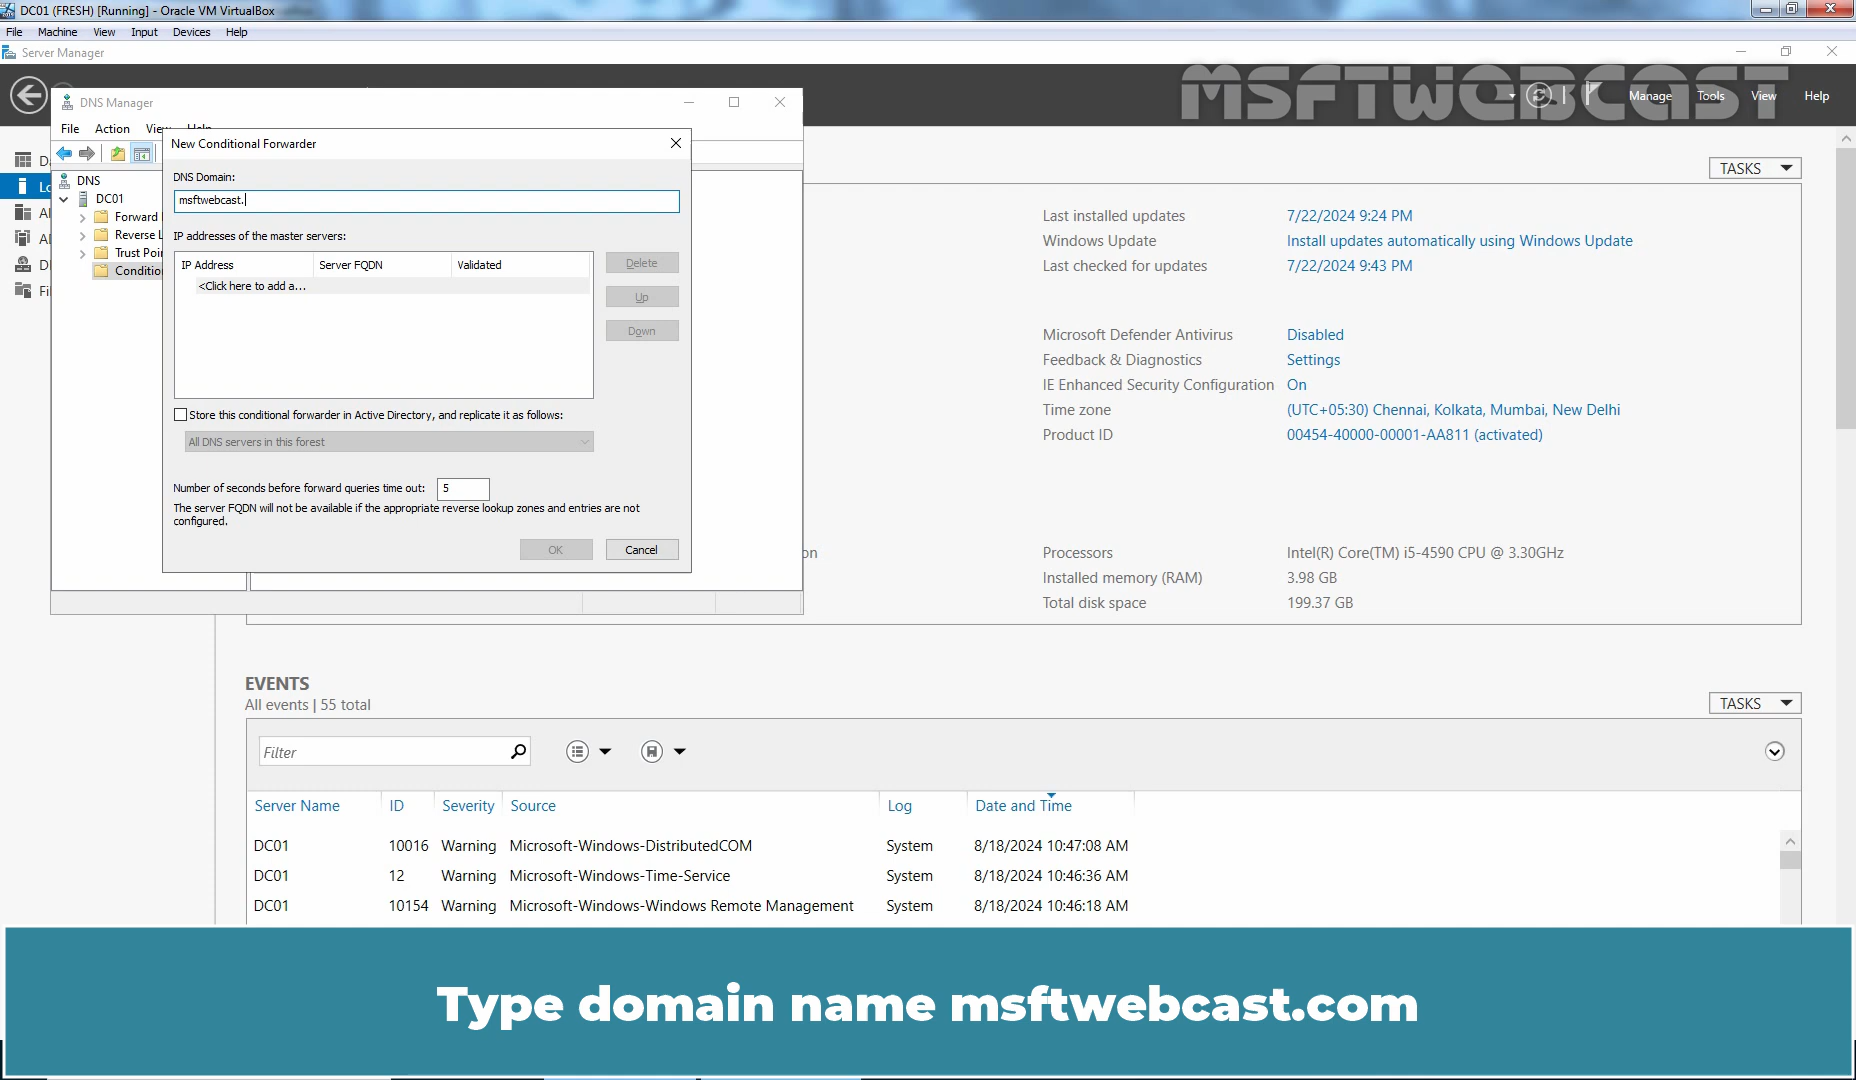 DC01 (FRESH) [Running] - Oracle VM VirtualBox
File Machine View Input Devices Help
Server Manager
MSFTWEBCAST
Manage Tools View Help
DNS Manager
File Action View Help
New Conditional Forwarder
DNS Domain:
msftwebcast.
DNS
DC01
Forward
Reverse L
Trust Poi
Conditio
IP addresses of the master servers:
IP Address Server FQDN Validated
<Click here to add a...
Delete
Up
Down
Store this conditional forwarder in Active Directory, and replicate it as follows:
All DNS servers in this forest
Number of seconds before forward queries time out: 5
The server FQDN will not be available if the appropriate reverse lookup zones and entries are not
configured.
OK Cancel
TASKS
Last installed updates 7/22/2024 9:24 PM
Windows Update Install updates automatically using Windows Update
Last checked for updates 7/22/2024 9:43 PM
Microsoft Defender Antivirus Disabled
Feedback & Diagnostics Settings
IE Enhanced Security Configuration On
Time zone (UTC+05:30) Chennai, Kolkata, Mumbai, New Delhi
Product ID 00454-40000-00001-AA811 (activated)
on
Processors Intel(R) Core(TM) i5-4590 CPU @ 3.30GHz
Installed memory (RAM) 3.98 GB
Total disk space 199.37 GB
EVENTS
All events | 55 total
TASKS
Filter
Server Name ID Severity Source Log Date and Time
DC01 10016 Warning Microsoft-Windows-DistributedCOM System 8/18/2024 10:47:08 AM
DC01 12 Warning Microsoft-Windows-Time-Service System 8/18/2024 10:46:36 AM
DC01 10154 Warning Microsoft-Windows-Windows Remote Management System 8/18/2024 10:46:18 AM
Type domain name msftwebcast.com